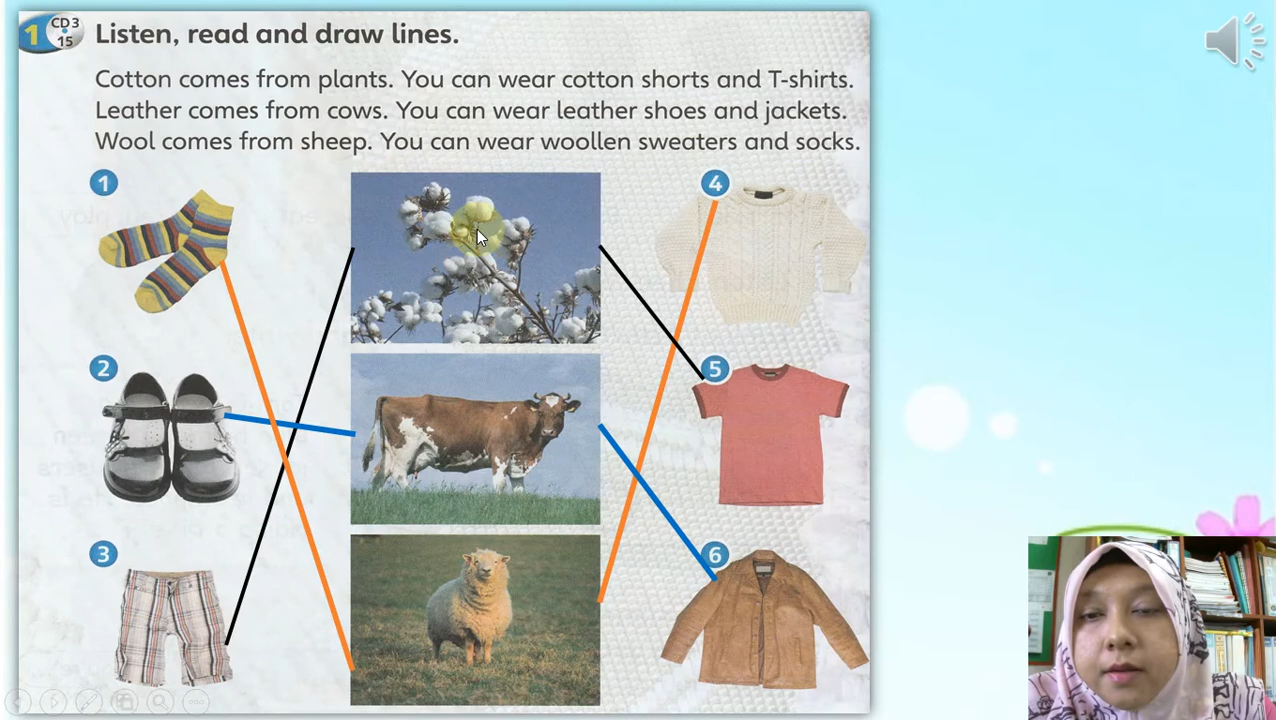 1 CD 3 15 Listen, read and draw lines.
Cotton comes from plants. You can wear cotton shorts and T-shirts.
Leather comes from cows. You can wear leather shoes and jackets.
Wool comes from sheep. You can wear woollen sweaters and socks.
1
4
2
5
3
6